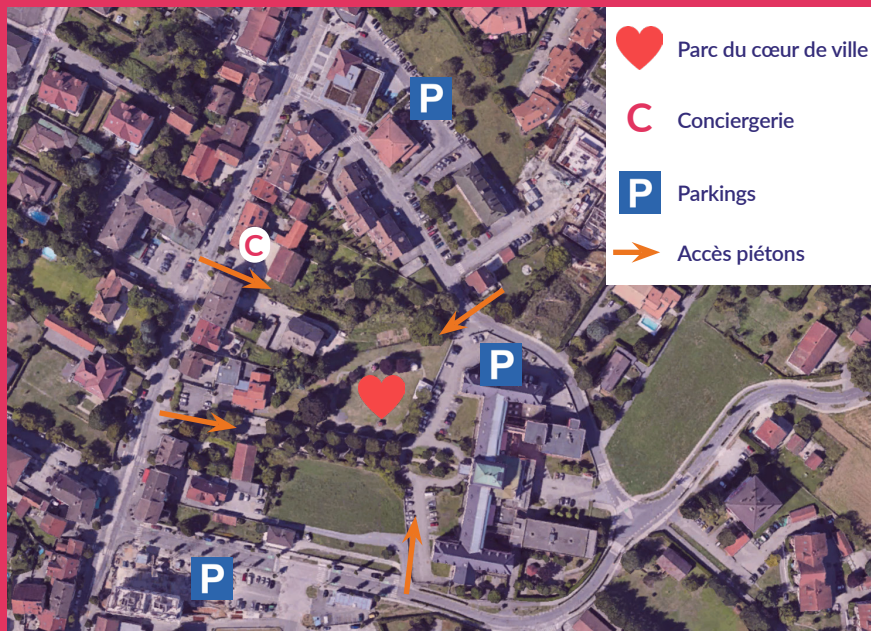 P
Parc du cœur de ville
C
Conciergerie
P
Parkings
Accès piétons
C
P
P